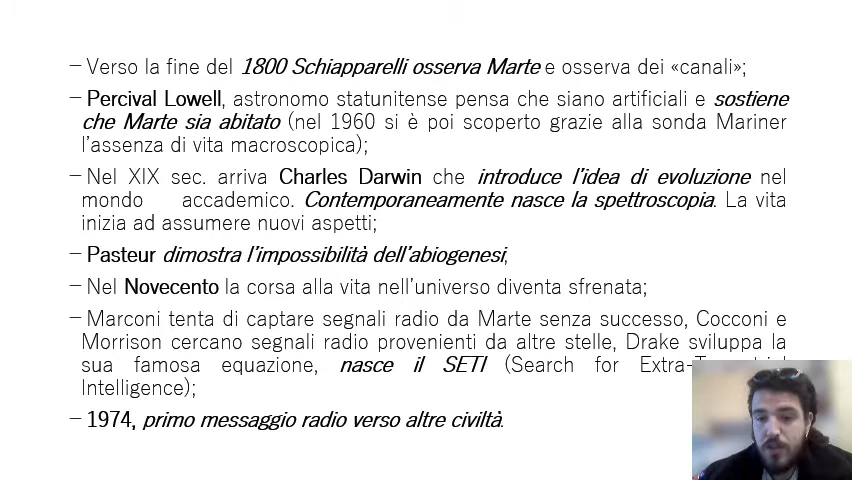 – Verso la fine del 1800 Schiapparelli osserva Marte e osserva dei «canali»;
– Percival Lowell, astronomo statunitense pensa che siano artificiali e sostiene
che Marte sia abitato (nel 1960 si è poi scoperto grazie alla sonda Mariner
l'assenza di vita macroscopica);
– Nel XIX sec. arriva Charles Darwin che introduce l'idea di evoluzione nel
mondo accademico. Contemporaneamente nasce la spettroscopia. La vita
inizia ad assumere nuovi aspetti;
– Pasteur dimostra l'impossibilità dell'abiogenesi;
– Nel Novecento la corsa alla vita nell'universo diventa sfrenata;
– Marconi tenta di captare segnali radio da Marte senza successo, Cocconi e
Morrison cercano segnali radio provenienti da altre stelle, Drake sviluppa la
sua famosa equazione, nasce il SETI (Search for Extra-Terrestrial
Intelligence);
– 1974, primo messaggio radio verso altre civiltà.